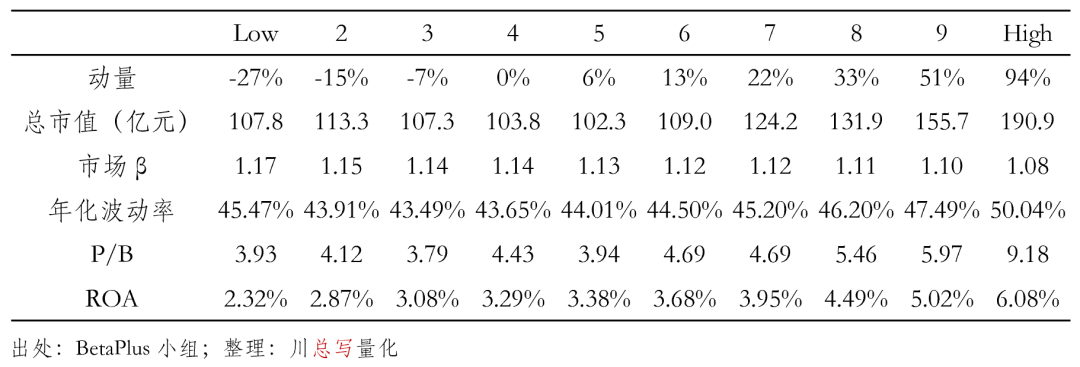 Low 2 3 4 5 6 7 8 9 High
动量 -27% -15% -7% 0% 6% 13% 22% 33% 51% 94%
总市值（亿元） 107.8 113.3 107.3 103.8 102.3 109.0 124.2 131.9 155.7 190.9
市场β 1.17 1.15 1.14 1.14 1.13 1.12 1.12 1.11 1.10 1.08
年化波动率 45.47% 43.91% 43.49% 43.65% 44.01% 44.50% 45.20% 46.20% 47.49% 50.04%
P/B 3.93 4.12 3.79 4.43 3.94 4.69 4.69 5.46 5.97 9.18
ROA 2.32% 2.87% 3.08% 3.29% 3.38% 3.68% 3.95% 4.49% 5.02% 6.08%
出处：BetaPlus 小组；整理：川总写量化